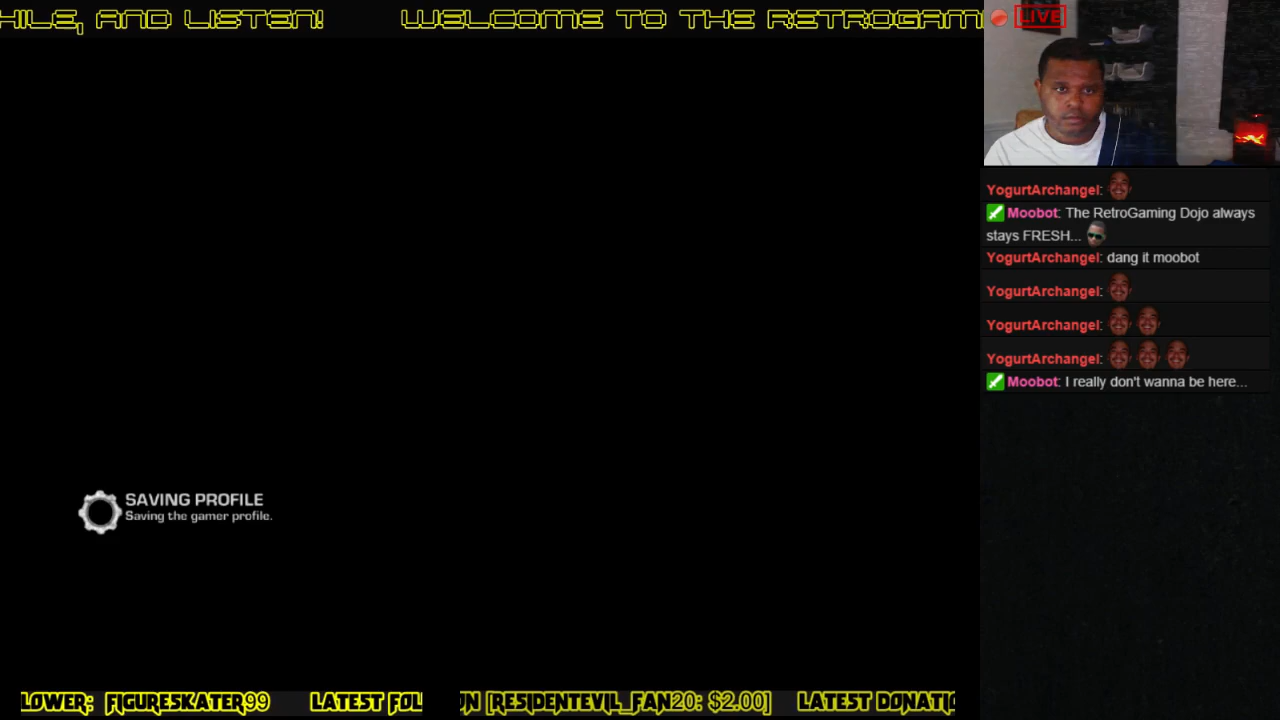 HILE, AND LISTEN! WELCOME TO THE RETROGAM
LIVE
YogurtArchangel:
Moobot: The RetroGaming Dojo always
stays FRESH...
YogurtArchangel: dang it moobot
YogurtArchangel:
YogurtArchangel:
YogurtArchangel:
Moobot: I really don't wanna be here...
SAVING PROFILE
Saving the gamer profile.
LOWER: FIGURESKATER99 LATEST FOL
ON [RESIDENTEVIL_FAN20: $2.00] LATEST DONATIO